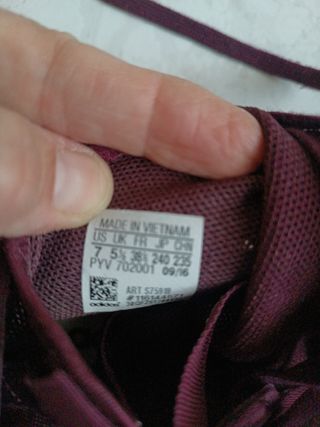 MADE IN VIETNAM
US UK FR JP CHN
7 5½ 38⅔ 240 235
PYV 702001 09/16
ART S75918
adidas